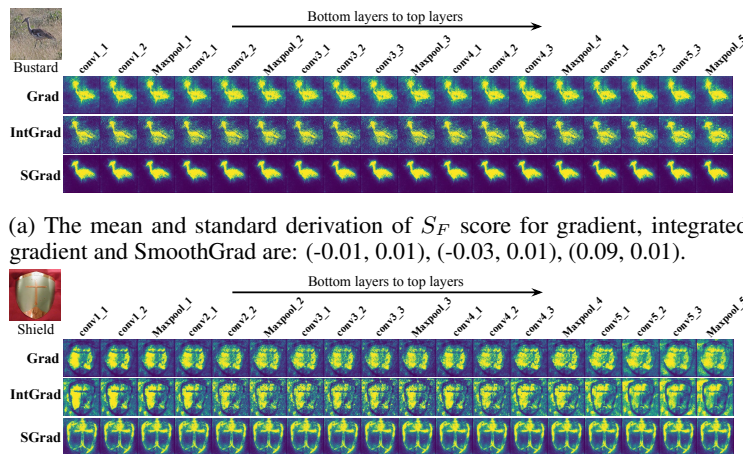 Bottom layers to top layers
conv1_1 conv1_2 Maxpool_1 conv2_1 conv2_2 Maxpool_2 conv3_1 conv3_2 conv3_3 Maxpool_3 conv4_1 conv4_2 conv4_3 Maxpool_4 conv5_1 conv5_2 conv5_3 Maxpool_5
Bustard
Grad
IntGrad
SGrad
(a) The mean and standard derivation of S_F score for gradient, integrated
gradient and SmoothGrad are: (-0.01, 0.01), (-0.03, 0.01), (0.09, 0.01).
Bottom layers to top layers
conv1_1 conv1_2 Maxpool_1 conv2_1 conv2_2 Maxpool_2 conv3_1 conv3_2 conv3_3 Maxpool_3 conv4_1 conv4_2 conv4_3 Maxpool_4 conv5_1 conv5_2 conv5_3 Maxpool_5
Shield
Grad
IntGrad
SGrad